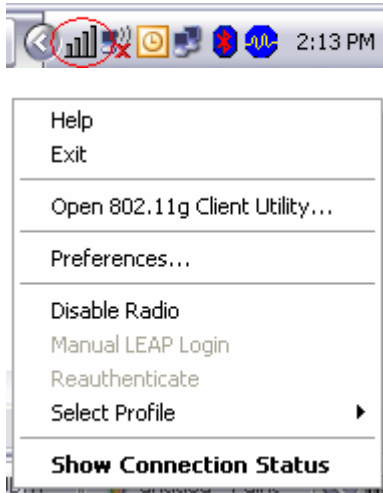 2:13 PM
Help
Exit
Open 802.11g Client Utility...
Preferences...
Disable Radio
Manual LEAP Login
Reauthenticate
Select Profile
Show Connection Status